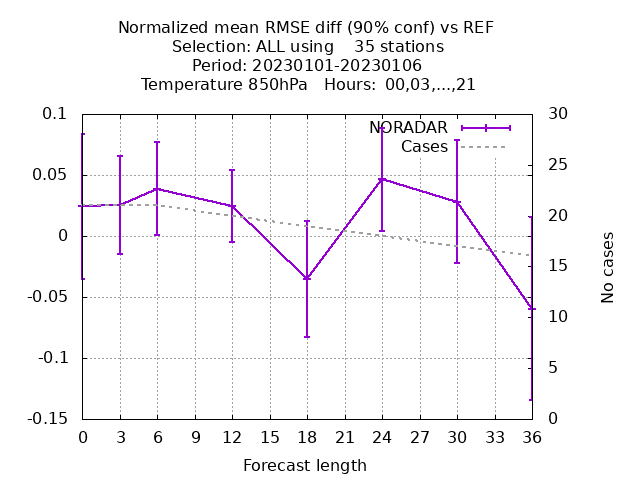 Normalized mean RMSE diff (90% conf) vs REF
Selection: ALL using    35 stations
Period: 20230101-20230106
Temperature 850hPa   Hours: 00,03,...,21
NORADAR
Cases
0.1
0.05
0
-0.05
-0.1
-0.15
30
25
20
15
10
5
0
No cases
0 3 6 9 12 15 18 21 24 27 30 33 36
Forecast length